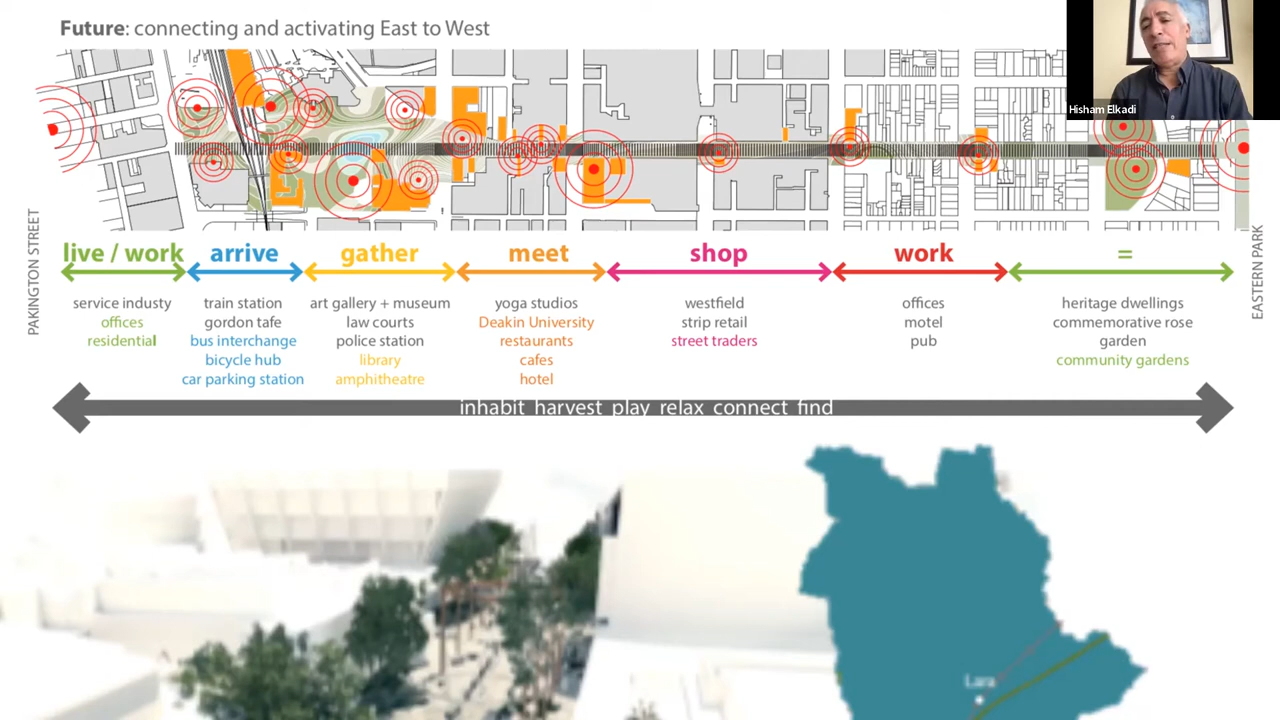 Future: connecting and activating East to West
Hisham Elkadi
PAKINGTON STREET
EASTERN PARK
live / work
arrive
gather
meet
shop
work
=
service industy
offices
residential
train station
gordon tafe
bus interchange
bicycle hub
car parking station
art gallery + museum
law courts
police station
library
amphitheatre
yoga studios
Deakin University
restaurants
cafes
hotel
westfield
strip retail
street traders
offices
motel
pub
heritage dwellings
commemorative rose
garden
community gardens
inhabit harvest play relax connect find
Lara